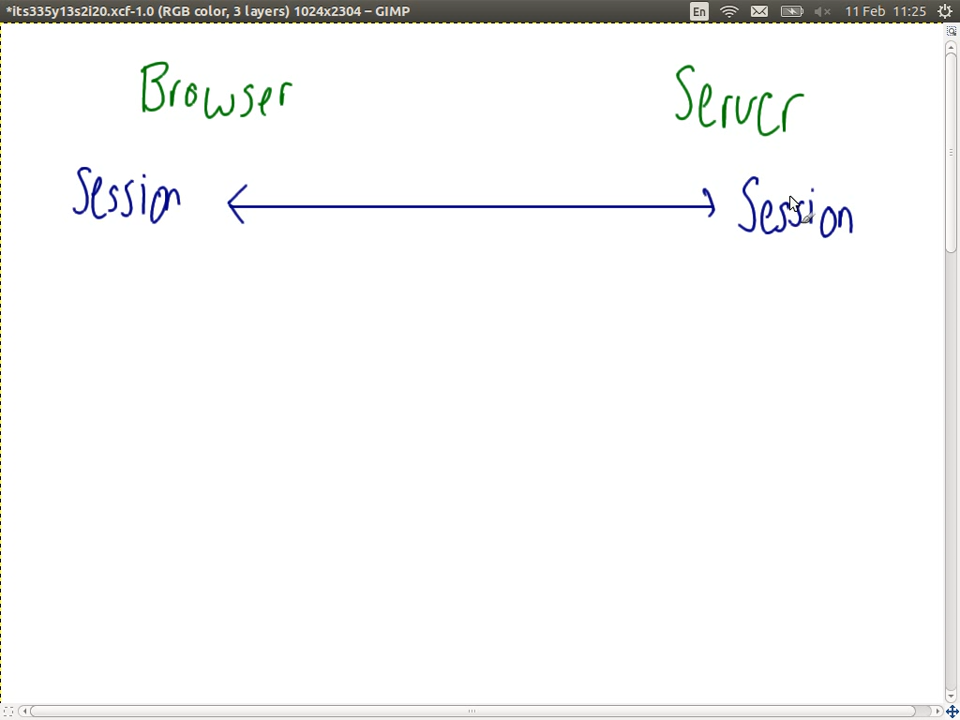 *its335y13s2i20.xcf-1.0 (RGB color, 3 layers) 1024x2304 – GIMP
En
11 Feb 11:25
Browser
Server
Session
Session